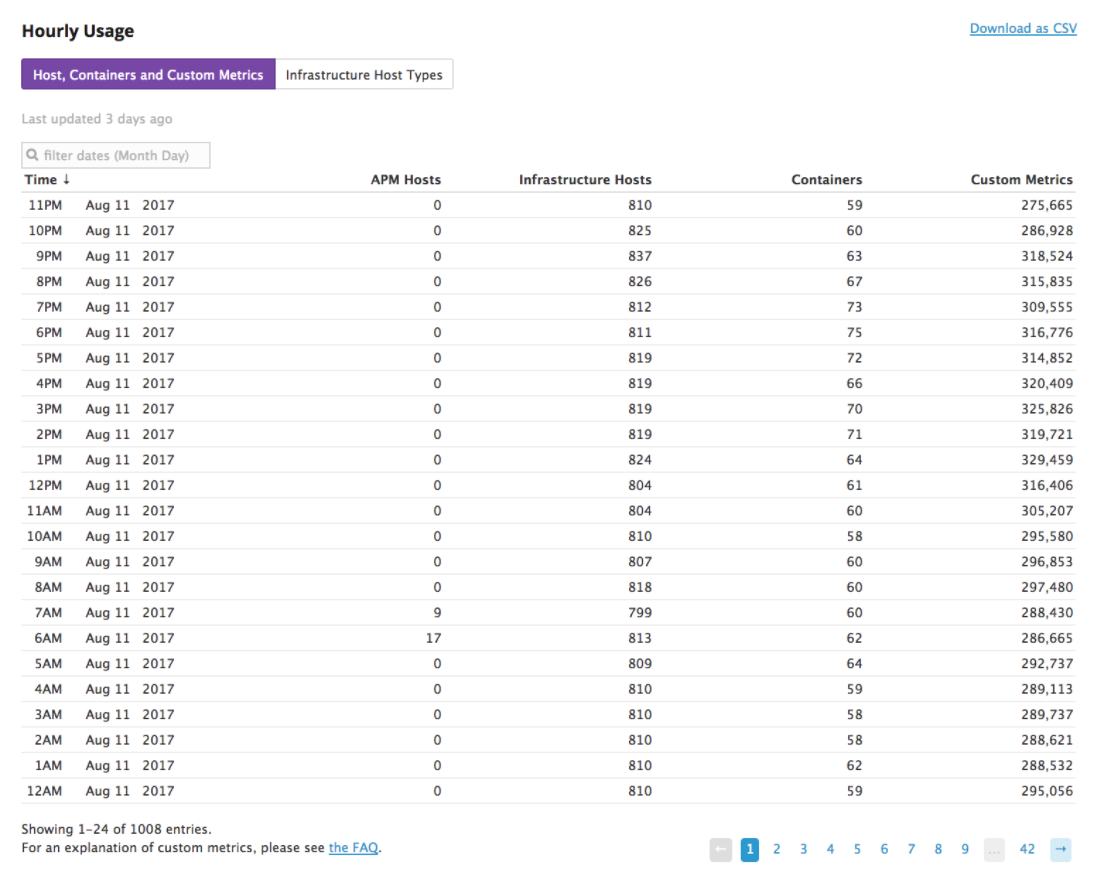 Hourly Usage Download as CSV
Host, Containers and Custom Metrics Infrastructure Host Types
Last updated 3 days ago
filter dates (Month Day)
Time ↓ APM Hosts Infrastructure Hosts Containers Custom Metrics
11PM Aug 11 2017 0 810 59 275,665
10PM Aug 11 2017 0 825 60 286,928
9PM Aug 11 2017 0 837 63 318,524
8PM Aug 11 2017 0 826 67 315,835
7PM Aug 11 2017 0 812 73 309,555
6PM Aug 11 2017 0 811 75 316,776
5PM Aug 11 2017 0 819 72 314,852
4PM Aug 11 2017 0 819 66 320,409
3PM Aug 11 2017 0 819 70 325,826
2PM Aug 11 2017 0 819 71 319,721
1PM Aug 11 2017 0 824 64 329,459
12PM Aug 11 2017 0 804 61 316,406
11AM Aug 11 2017 0 804 60 305,207
10AM Aug 11 2017 0 810 58 295,580
9AM Aug 11 2017 0 807 60 296,853
8AM Aug 11 2017 0 818 60 297,480
7AM Aug 11 2017 9 799 60 288,430
6AM Aug 11 2017 17 813 62 286,665
5AM Aug 11 2017 0 809 64 292,737
4AM Aug 11 2017 0 810 59 289,113
3AM Aug 11 2017 0 810 58 289,737
2AM Aug 11 2017 0 810 58 288,621
1AM Aug 11 2017 0 810 62 288,532
12AM Aug 11 2017 0 810 59 295,056
Showing 1–24 of 1008 entries.
For an explanation of custom metrics, please see the FAQ.
← 1 2 3 4 5 6 7 8 9 ... 42 →